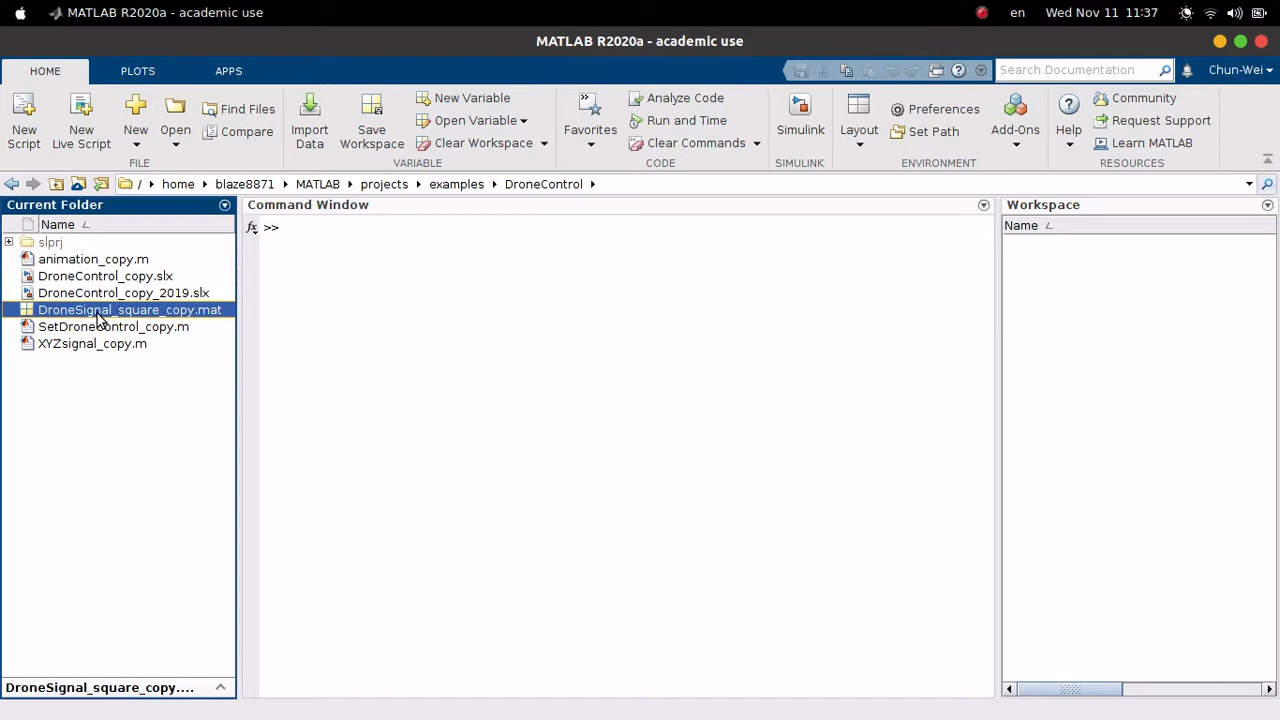 MATLAB R2020a - academic use
en Wed Nov 11 11:37
MATLAB R2020a - academic use
HOME PLOTS APPS
Search Documentation
Chun-Wei
New Script
New Live Script
New
Open
Find Files
Compare
Import Data
Save Workspace
New Variable
Open Variable
Clear Workspace
Favorites
Analyze Code
Run and Time
Clear Commands
Simulink
Layout
Preferences
Set Path
Add-Ons
Help
Community
Request Support
Learn MATLAB
FILE VARIABLE CODE SIMULINK ENVIRONMENT RESOURCES
/ home blaze8871 MATLAB projects examples DroneControl
Current Folder
Name
slprj
animation_copy.m
DroneControl_copy.slx
DroneControl_copy_2019.slx
DroneSignal_square_copy.mat
SetDroneControl_copy.m
XYZsignal_copy.m
DroneSignal_square_copy....
Command Window
fx >>
Workspace
Name